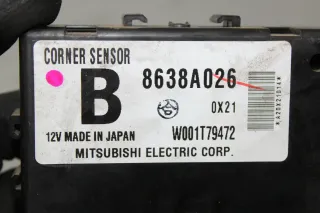 CORNER SENSOR
B 8638A026
0X21
12V MADE IN JAPAN W001T79472
MITSUBISHI ELECTRIC CORP.